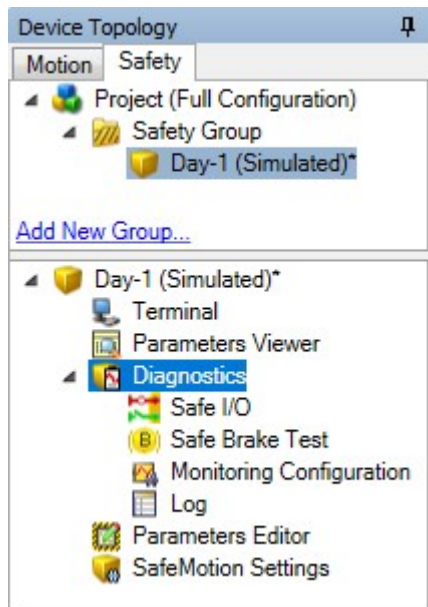 Device Topology
Motion Safety
Project (Full Configuration)
Safety Group
Day-1 (Simulated)*
Add New Group...
Day-1 (Simulated)*
Terminal
Parameters Viewer
Diagnostics
Safe I/O
B Safe Brake Test
Monitoring Configuration
Log
Parameters Editor
SafeMotion Settings